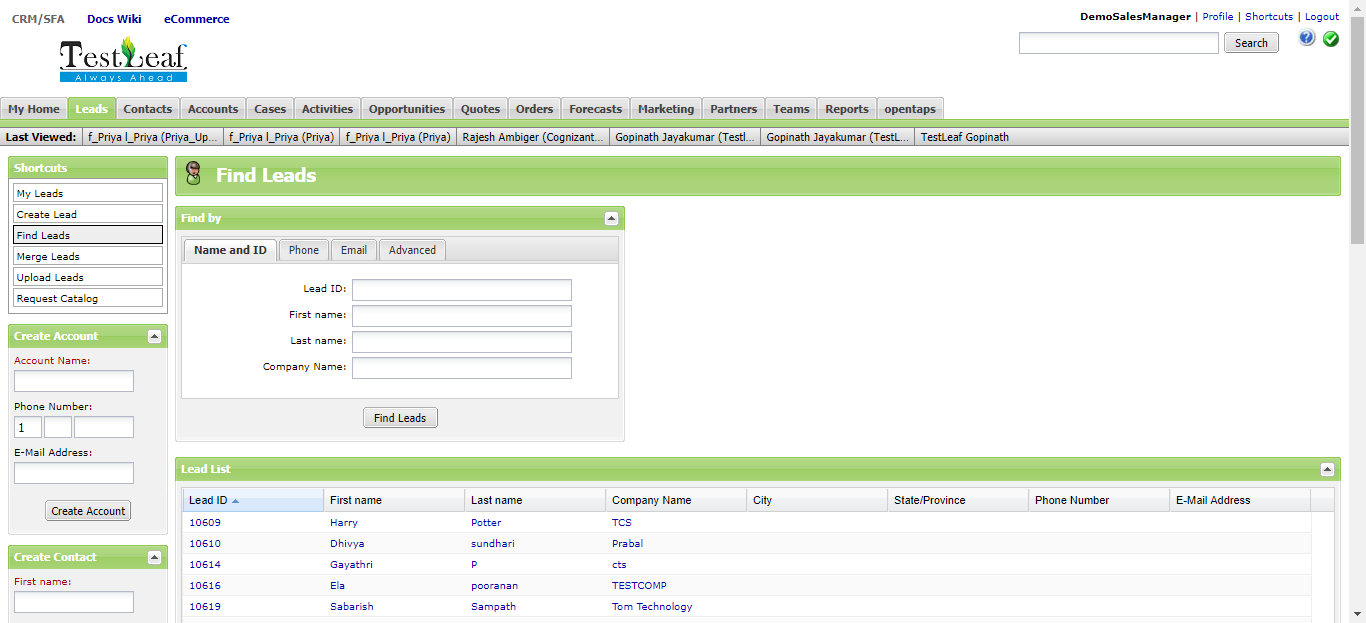 CRM/SFA Docs Wiki eCommerce
DemoSalesManager | Profile | Shortcuts | Logout
TestLeaf
Always Ahead
Search
My Home Leads Contacts Accounts Cases Activities Opportunities Quotes Orders Forecasts Marketing Partners Teams Reports opentaps
Last Viewed: f_Priya l_Priya (Priya_Up... f_Priya l_Priya (Priya) f_Priya l_Priya (Priya) Rajesh Ambiger (Cognizant... Gopinath Jayakumar (Testl... Gopinath Jayakumar (TestL... TestLeaf Gopinath
Shortcuts
My Leads
Create Lead
Find Leads
Merge Leads
Upload Leads
Request Catalog
Create Account
Account Name:
Phone Number:
1
E-Mail Address:
Create Account
Create Contact
First name:
Find Leads
Find by
Name and ID Phone Email Advanced
Lead ID:
First name:
Last name:
Company Name:
Find Leads
Lead List
Lead ID First name Last name Company Name City State/Province Phone Number E-Mail Address
10609 Harry Potter TCS
10610 Dhivya sundhari Prabal
10614 Gayathri P cts
10616 Ela pooranan TESTCOMP
10619 Sabarish Sampath Tom Technology